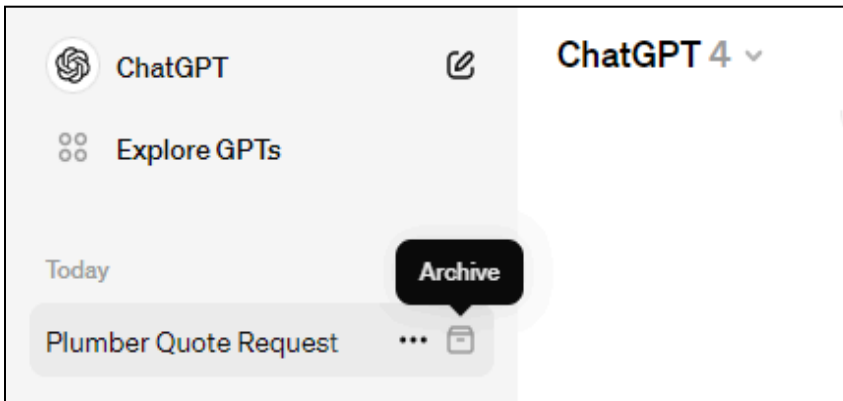 ChatGPT
ChatGPT 4
Explore GPTs
Today
Archive
Plumber Quote Request